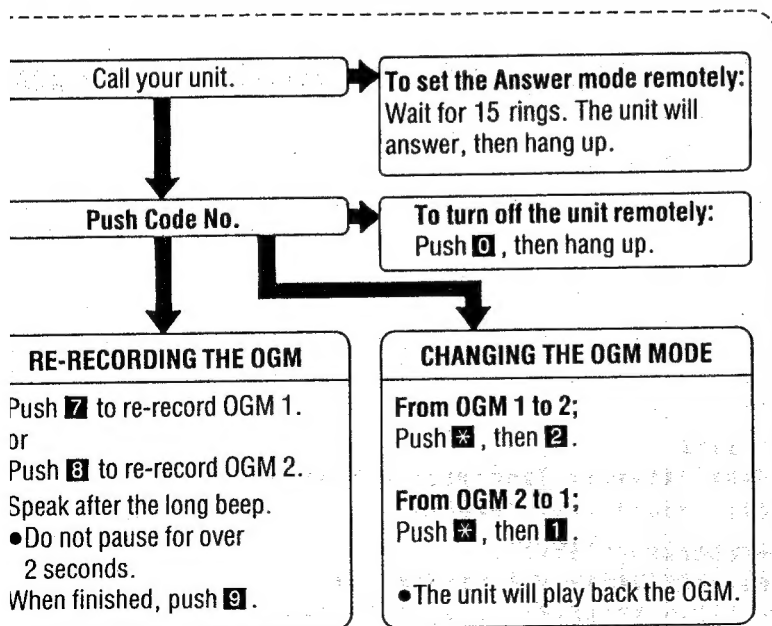 Call your unit.
To set the Answer mode remotely:
Wait for 15 rings. The unit will
answer, then hang up.
Push Code No.
To turn off the unit remotely:
Push 0 , then hang up.
RE-RECORDING THE OGM
Push 7 to re-record OGM 1.
or
Push 8 to re-record OGM 2.
Speak after the long beep.
●Do not pause for over
2 seconds.
When finished, push 9 .
CHANGING THE OGM MODE
From OGM 1 to 2;
Push * , then 2 .
From OGM 2 to 1;
Push * , then 1 .
●The unit will play back the OGM.